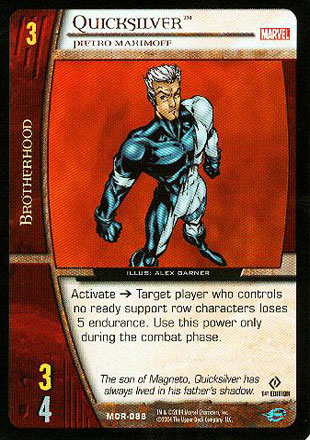 3
QUICKSILVER™
PIETRO MAXIMOFF
MARVEL
BROTHERHOOD
ILLUS: ALEX GARNER
Activate ➔ Target player who controls
no ready support row characters loses
5 endurance. Use this power only
during the combat phase.
3
4
The son of Magneto, Quicksilver has
always lived in his father's shadow.
1ST EDITION
MOR-088